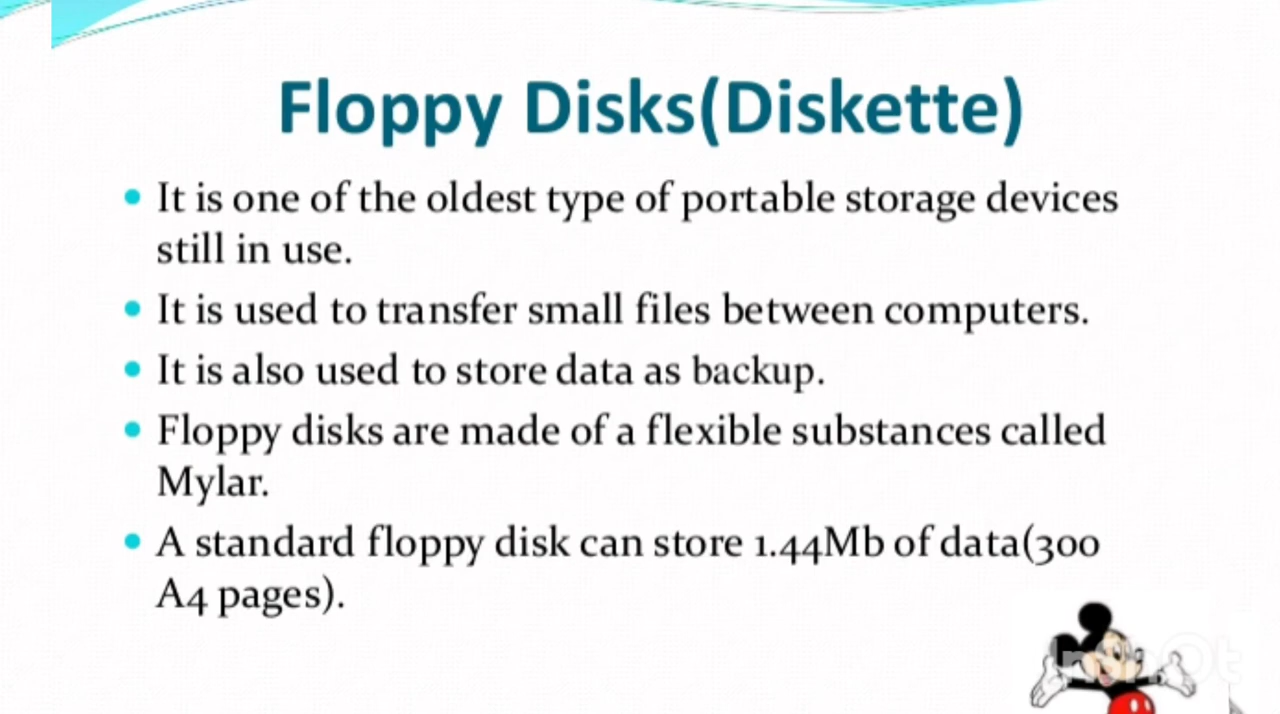 Floppy Disks(Diskette)
It is one of the oldest type of portable storage devices
still in use.
It is used to transfer small files between computers.
It is also used to store data as backup.
Floppy disks are made of a flexible substances called
Mylar.
A standard floppy disk can store 1.44Mb of data(300
A4 pages).